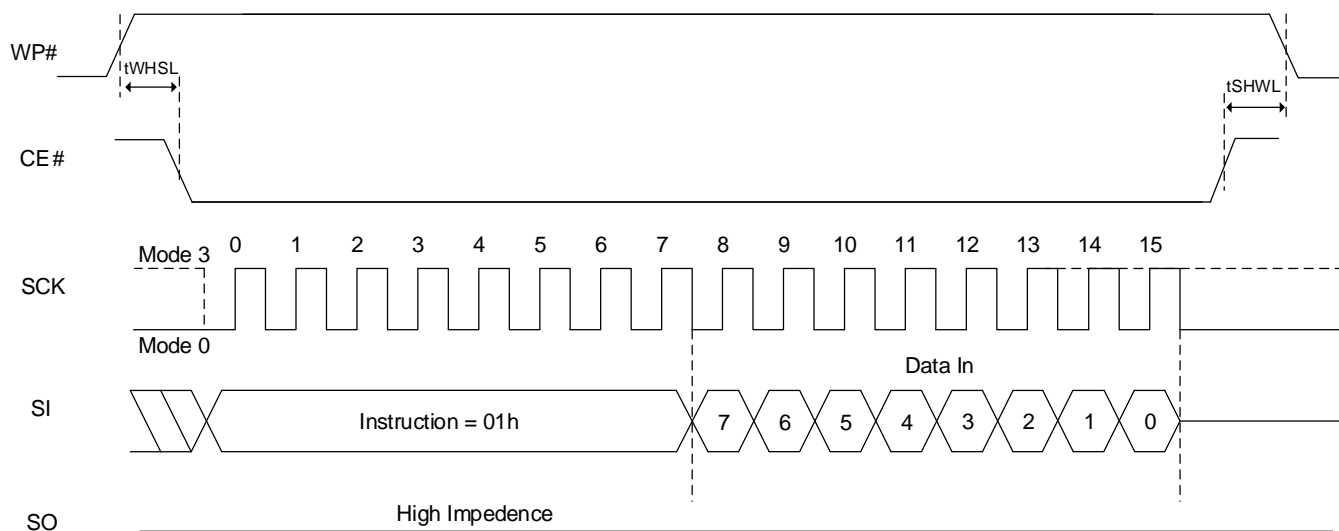 WP#
tWHSL
tSHWL
CE#
0 1 2 3 4 5 6 7 8 9 10 11 12 13 14 15
Mode 3
SCK
Mode 0
Data In
SI
Instruction = 01h
7 6 5 4 3 2 1 0
High Impedence
SO